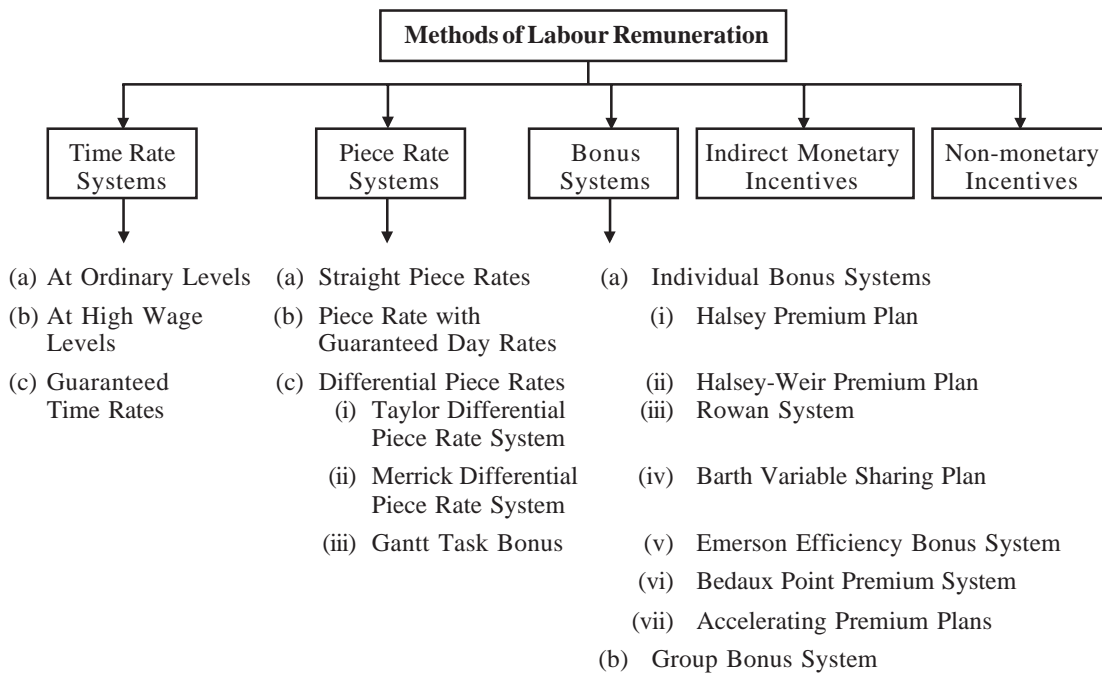 Methods of Labour Remuneration
Time Rate
Systems
Piece Rate
Systems
Bonus
Systems
Indirect Monetary
Incentives
Non-monetary
Incentives
(a) At Ordinary Levels
(b) At High Wage
Levels
(c) Guaranteed
Time Rates
(a) Straight Piece Rates
(b) Piece Rate with
Guaranteed Day Rates
(c) Differential Piece Rates
(i) Taylor Differential
Piece Rate System
(ii) Merrick Differential
Piece Rate System
(iii) Gantt Task Bonus
(a) Individual Bonus Systems
(i) Halsey Premium Plan
(ii) Halsey-Weir Premium Plan
(iii) Rowan System
(iv) Barth Variable Sharing Plan
(v) Emerson Efficiency Bonus System
(vi) Bedaux Point Premium System
(vii) Accelerating Premium Plans
(b) Group Bonus System